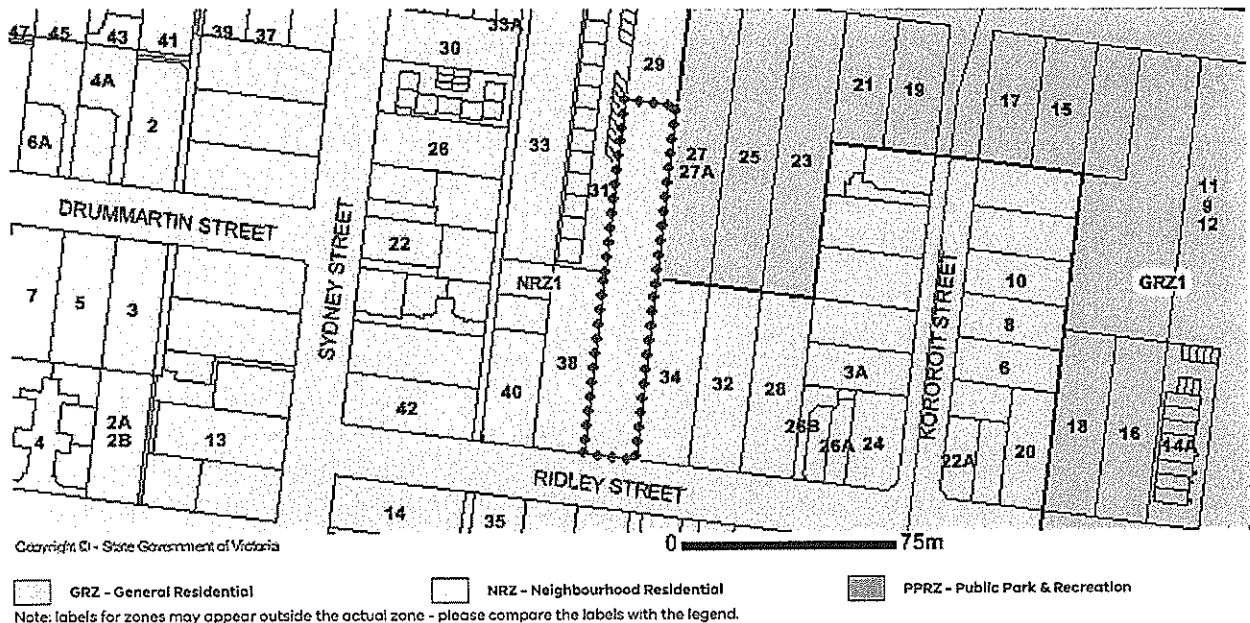 47 45 43 41 39 37 33A
30 29 21 19 17 15
4A 2 6A 26 33 27 25 23
27A
31 11
9
12
DRUMMARTIN STREET
SYDNEY STREET
22
NRZ1
10
GRZ1
7 5 3 8
KOROROIT STREET
38 34 32 28 3A 6
40
42
2A
2B
4 13 26B 26A 24 22A 20 18 16 14A
RIDLEY STREET
14 35
Copyright © - State Government of Victoria
0 75m
GRZ - General Residential NRZ - Neighbourhood Residential PPRZ - Public Park & Recreation
Note: labels for zones may appear outside the actual zone - please compare the labels with the legend.